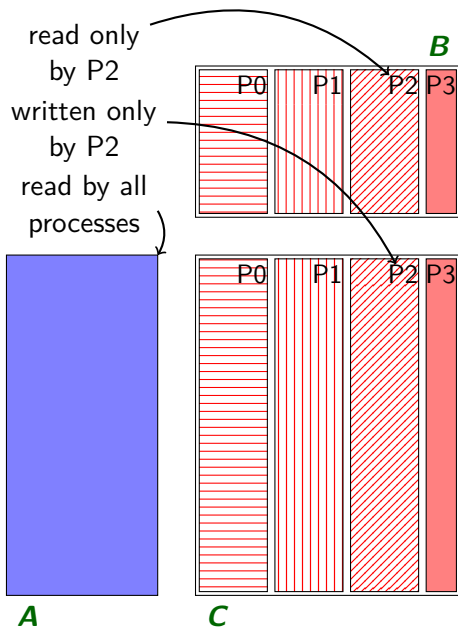 read only
by P2
B
P0 P1 P2 P3
written only
by P2
read by all
processes
P0 P1 P2 P3
A
C